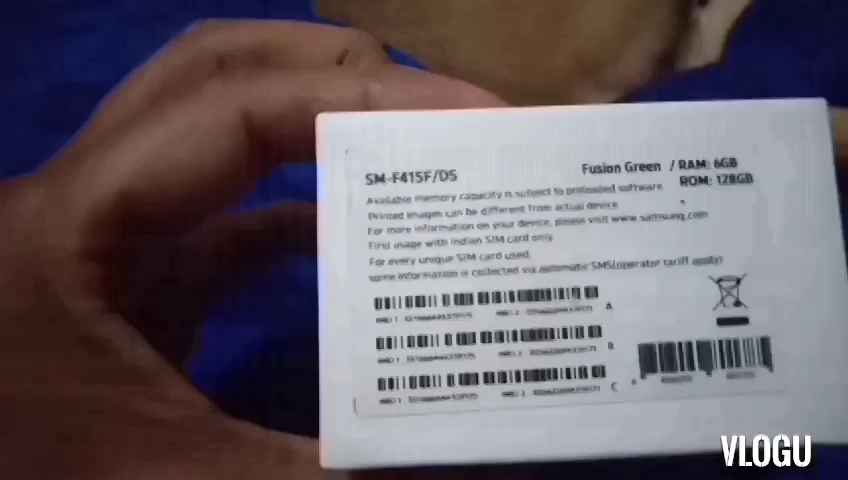 SM-F415F/DS
Fusion Green / RAM: 6GB
ROM: 128GB
Available memory capacity is subject to preloaded software
Printed images can be different from actual device
For more information on your device, please visit www.samsung.com
First usage with Indian SIM card only
For every unique SIM card used,
some information is collected via automatic SMS(operator tariff apply)
A
B
C
VLOGU